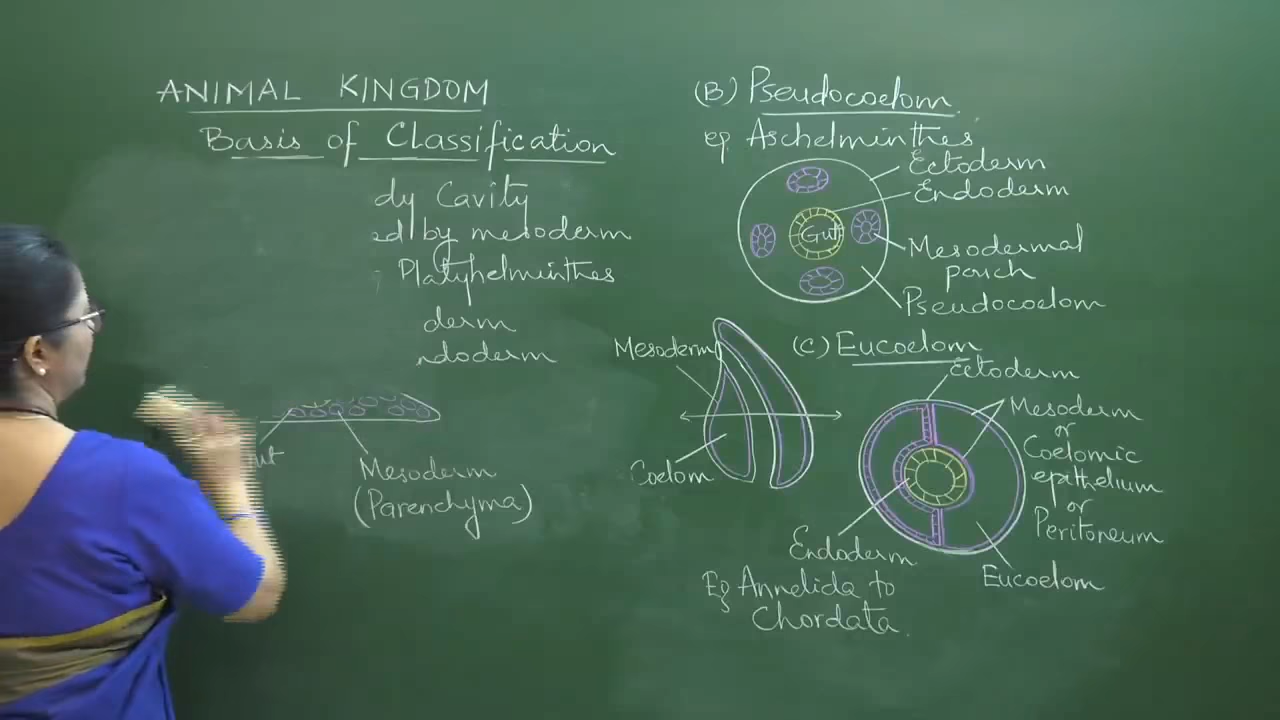 ANIMAL KINGDOM
Basis of Classification
dy Cavity
ed by mesoderm
; Platyhelminthes
derm
ndoderm
ut
Mesoderm
(Parenchyma)
(B) Pseudocoelom.
eg Aschelminthes
Ectoderm
Endoderm
Gut
Mesodermal
pouch
Pseudocoelom
Mesoderm
Coelom
(C) Eucoelom
Ectoderm
Mesoderm
or
Coelomic
epithelium
or
Peritoneum
Endoderm
Eucoelom
Eg Annelida to
Chordata.